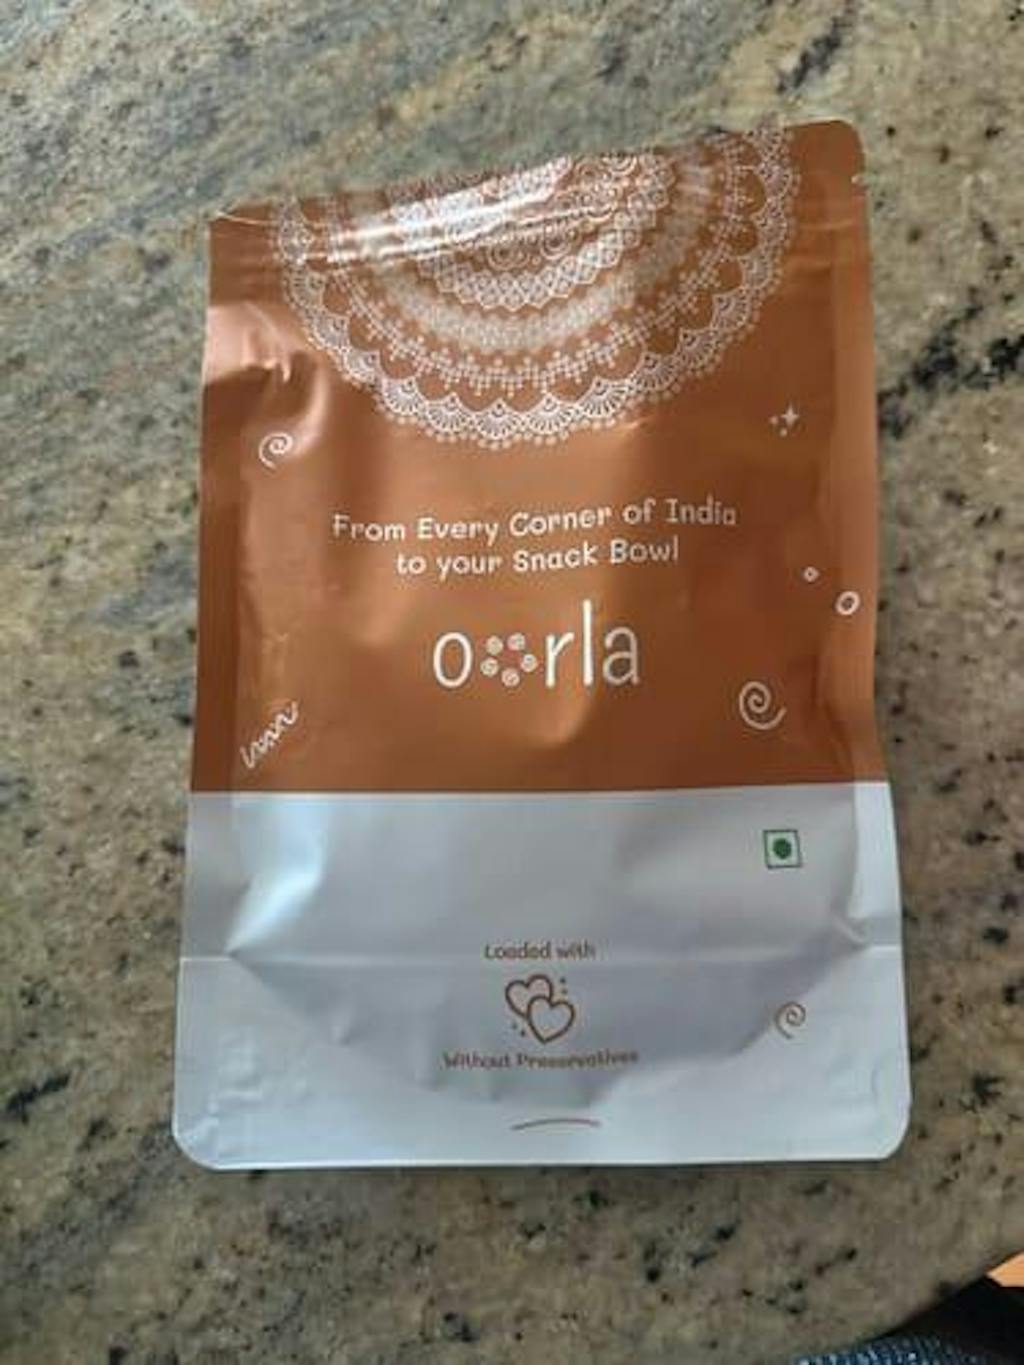 From Every Corner of India
to your Snack Bowl
oorla
Loaded with
Without Preservatives